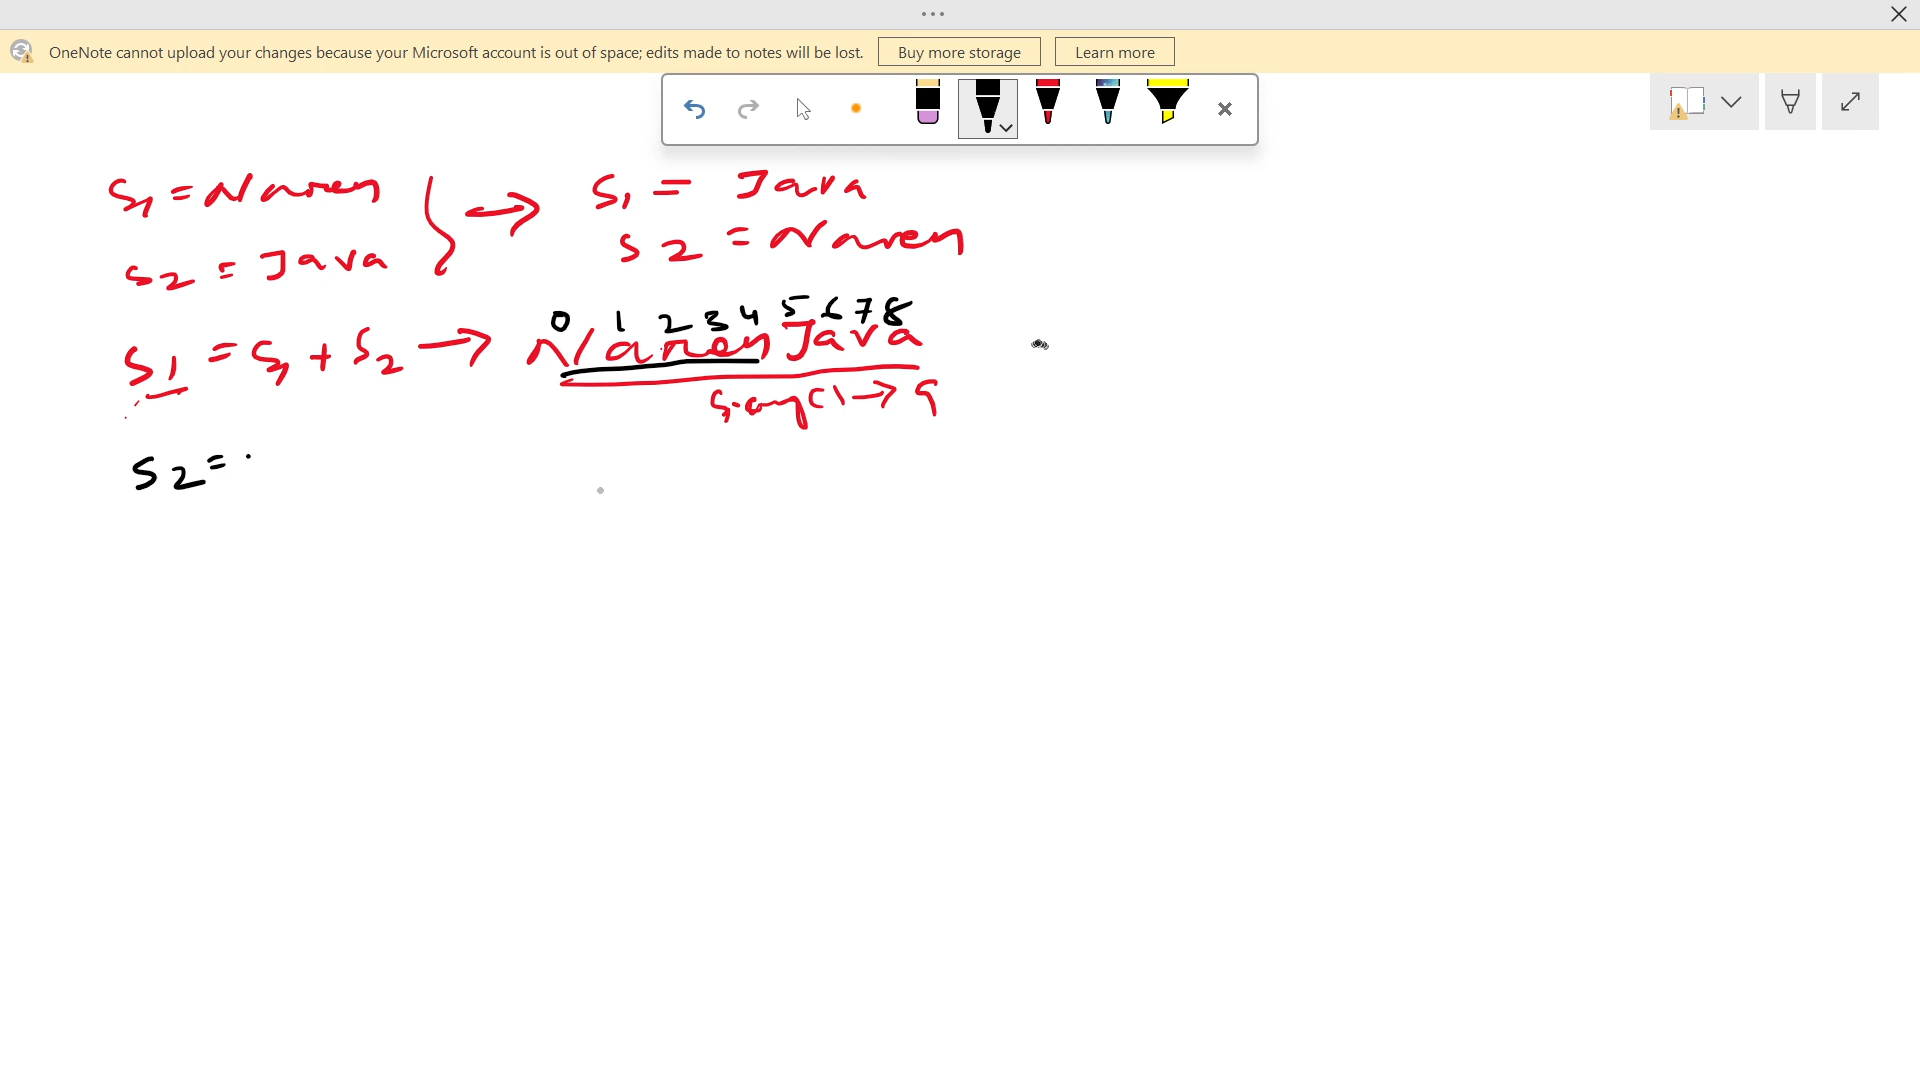 OneNote cannot upload your changes because your Microsoft account is out of space; edits made to notes will be lost. Buy more storage Learn more
S1 = Naren → S1 = Java
S2 = Java S2 = Naren
0 1 2 3 4 5 6 7 8
S1 = S1 + S2 → NarenJava
→ 9
S2 =